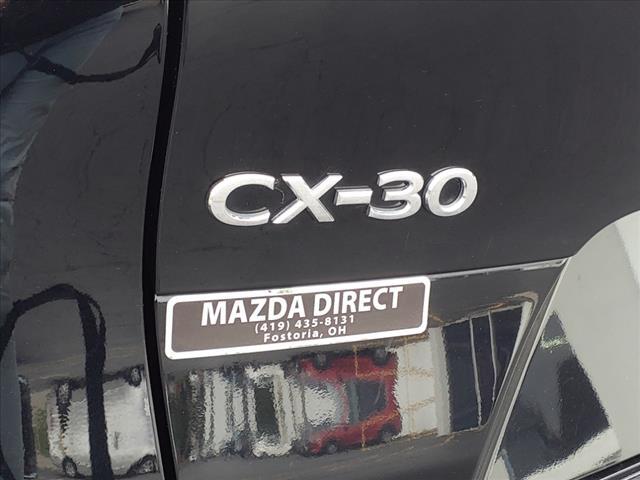 CX-30
MAZDA DIRECT
(419) 435-8131
Fostoria, OH